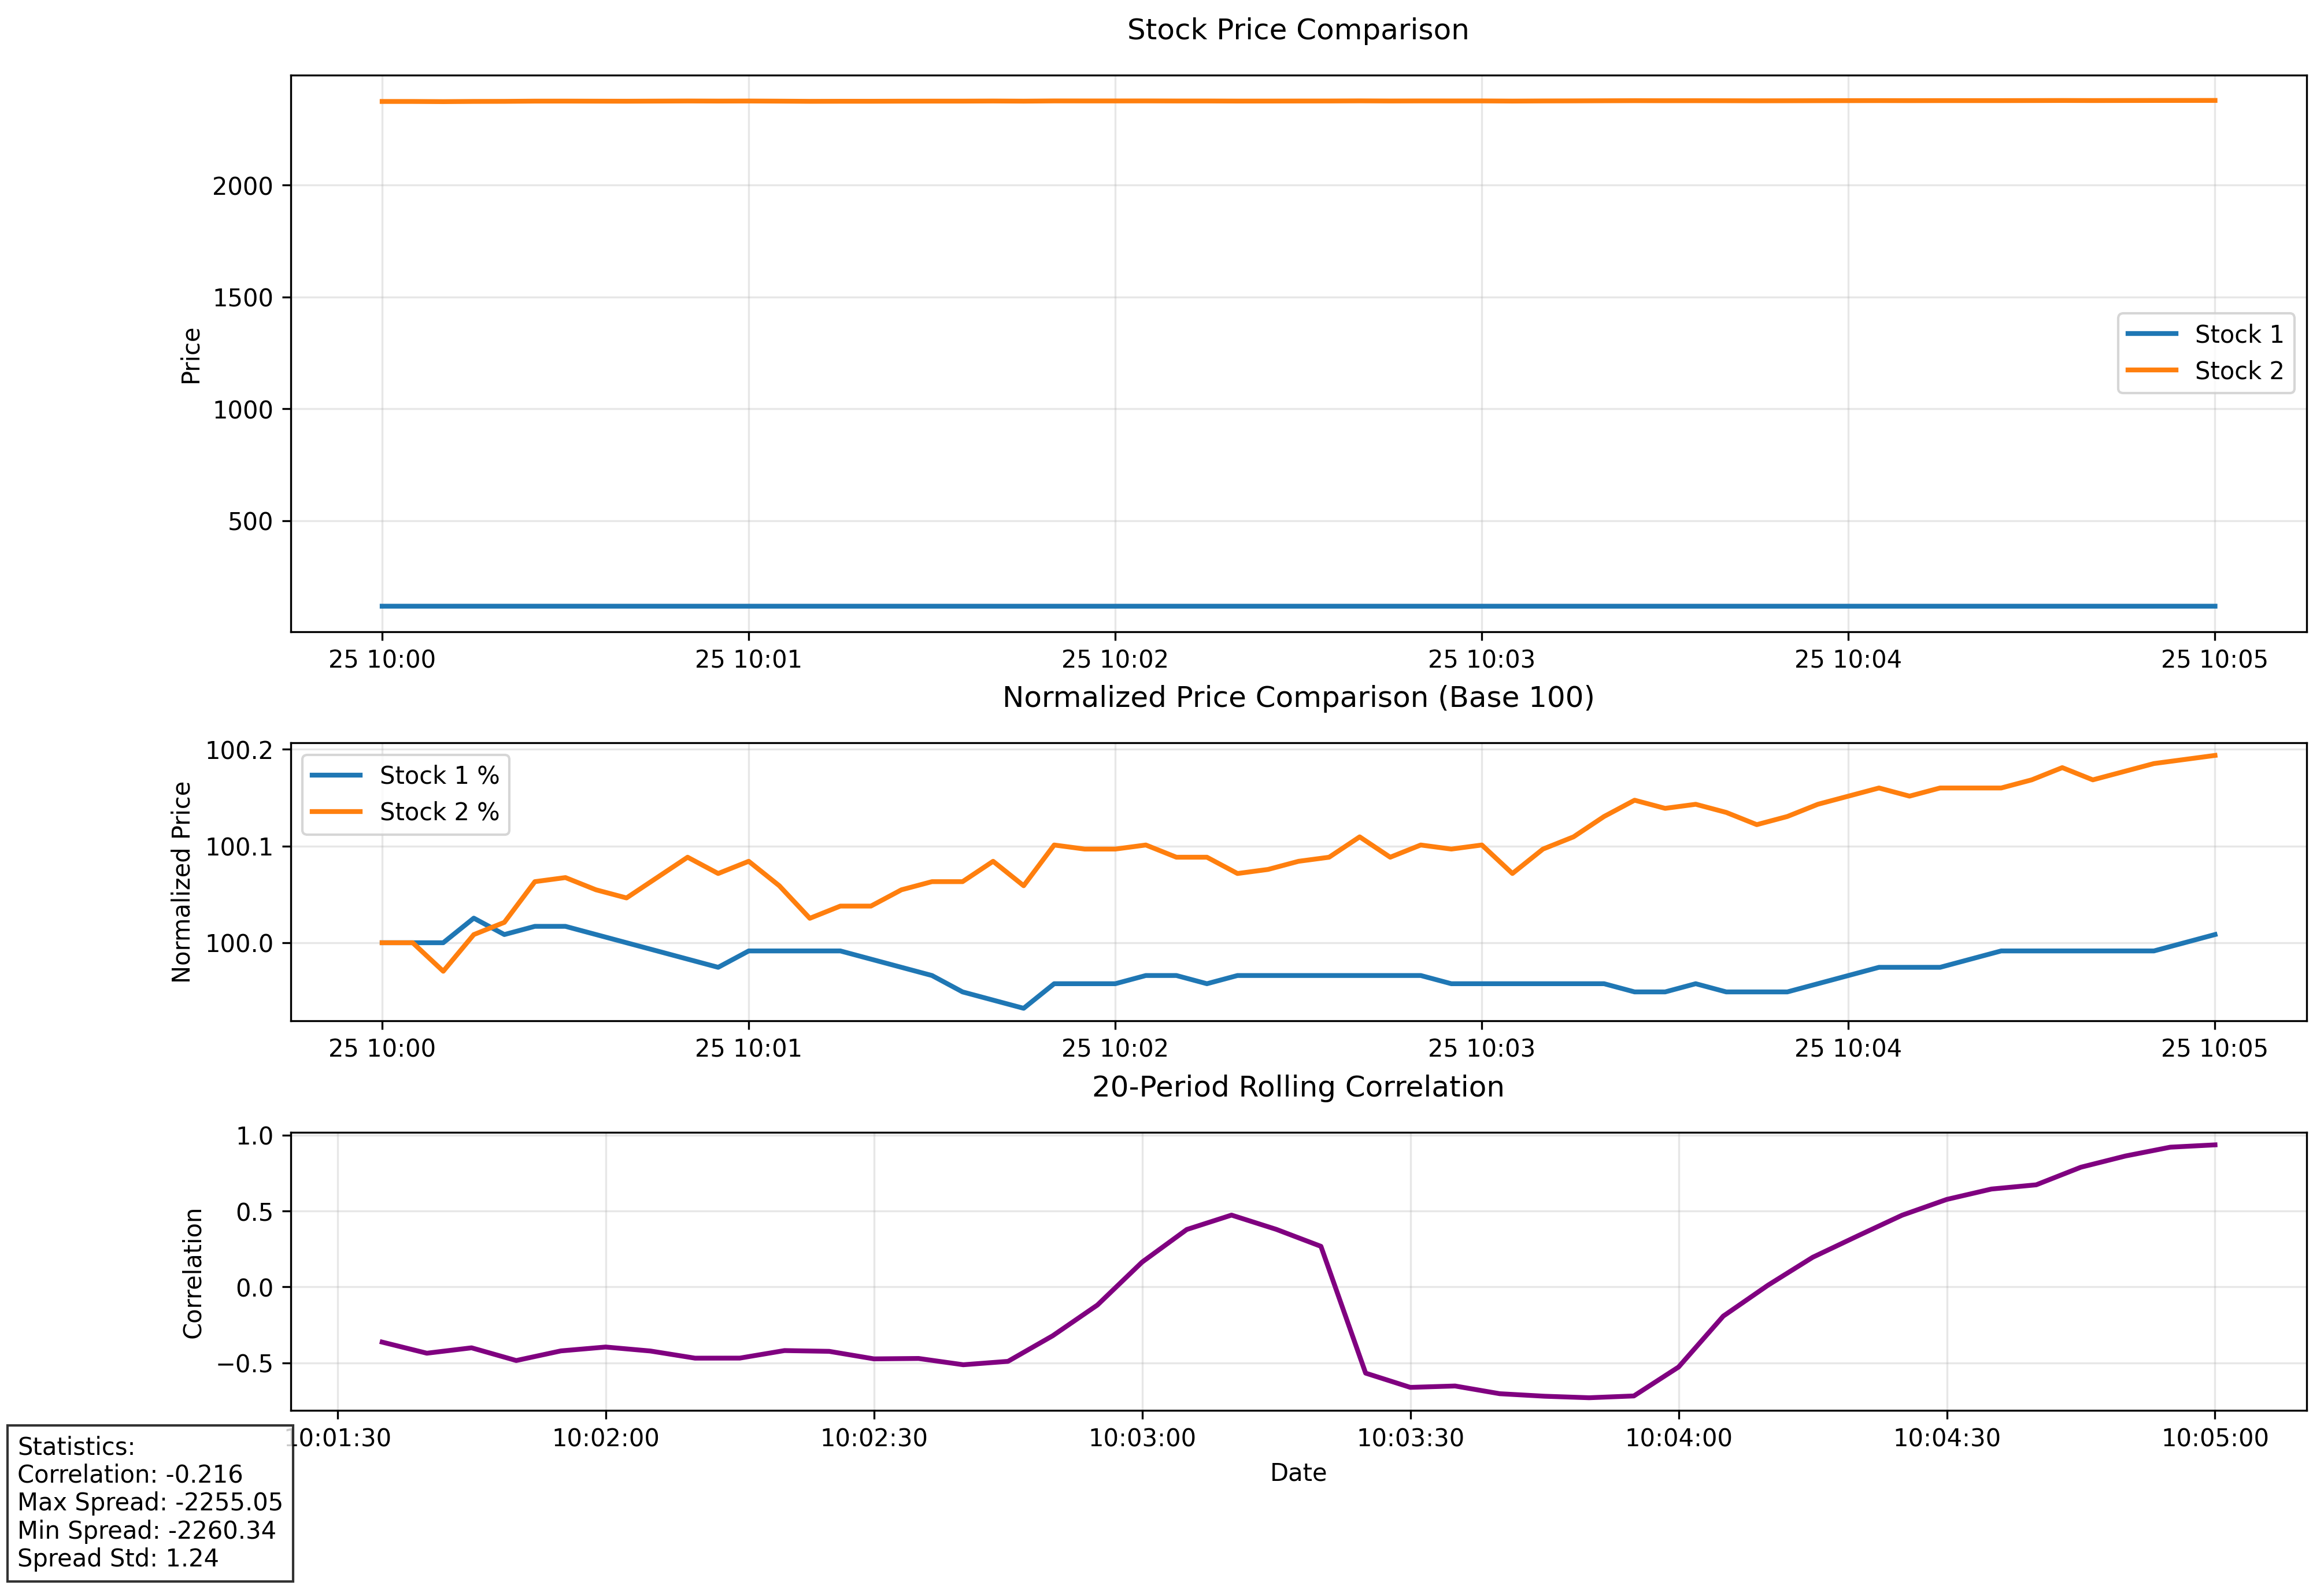 Stock Price Comparison
2000
1500
1000
500
Price
Stock 1
Stock 2
25 10:00 25 10:01 25 10:02 25 10:03 25 10:04 25 10:05
Normalized Price Comparison (Base 100)
100.2
100.1
100.0
Normalized Price
Stock 1 %
Stock 2 %
25 10:00 25 10:01 25 10:02 25 10:03 25 10:04 25 10:05
20-Period Rolling Correlation
1.0
0.5
0.0
−0.5
Correlation
10:01:30 10:02:00 10:02:30 10:03:00 10:03:30 10:04:00 10:04:30 10:05:00
Date
Statistics:
Correlation: -0.216
Max Spread: -2255.05
Min Spread: -2260.34
Spread Std: 1.24